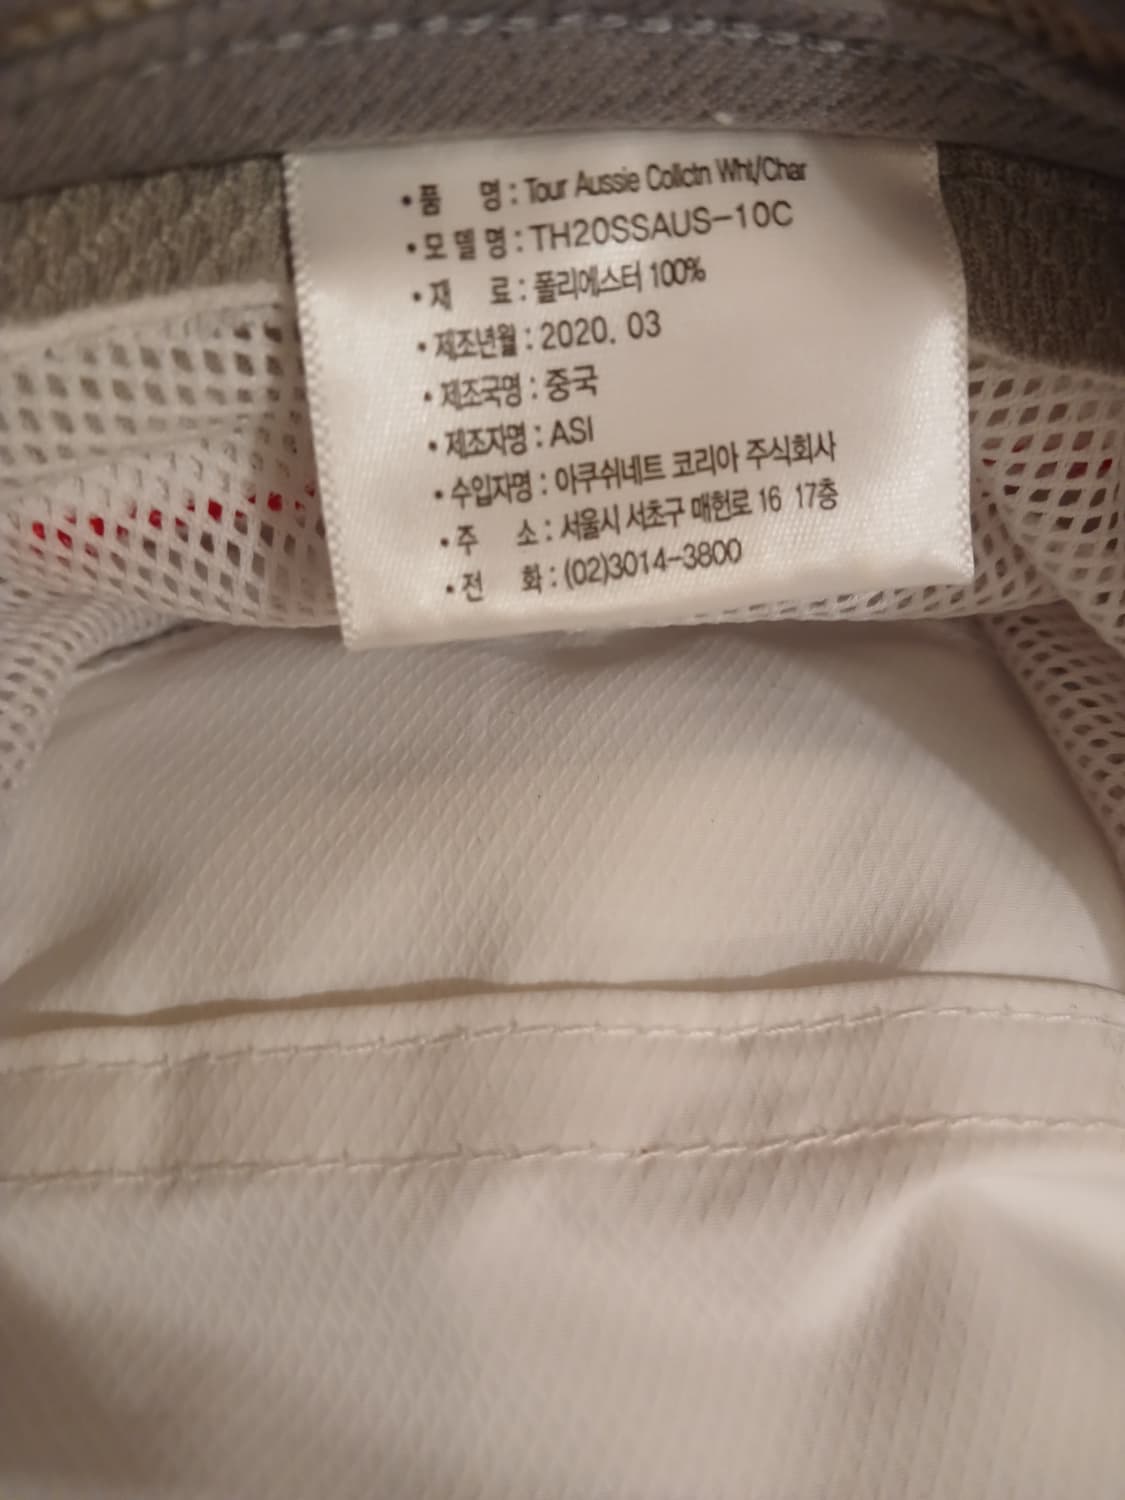 • 품 명 : Tour Aussie Collctn Wht/Char
• 모 델 명 : TH20SSAUS-10C
• 재 료 : 폴리에스터 100%
• 제조년월 : 2020. 03
• 제조국명 : 중국
• 제조자명 : ASI
• 수입자명 : 아쿠쉬네트 코리아 주식회사
• 주 소 : 서울시 서초구 매헌로 16 17층
• 전 화 : (02)3014-3800